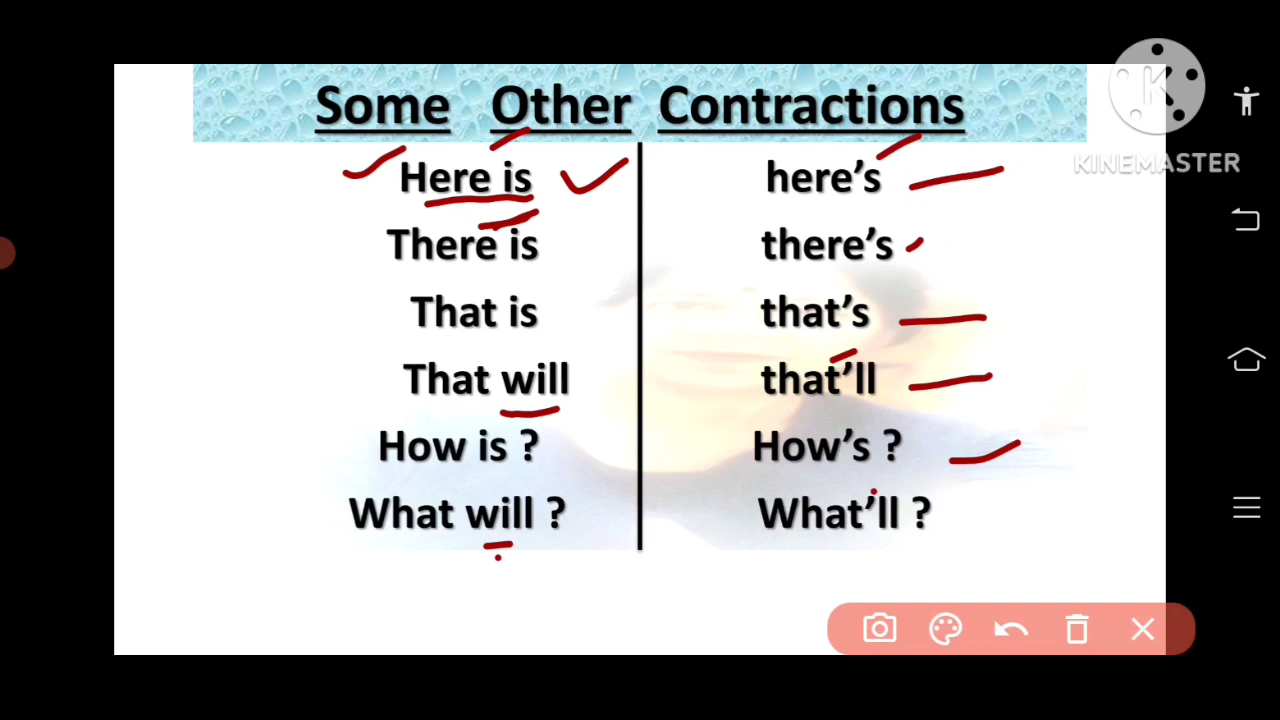 Some Other Contractions
KINEMASTER
Here is here’s
There is there’s
That is that’s
That will that’ll
How is ? How’s ?
What will ? What’ll ?